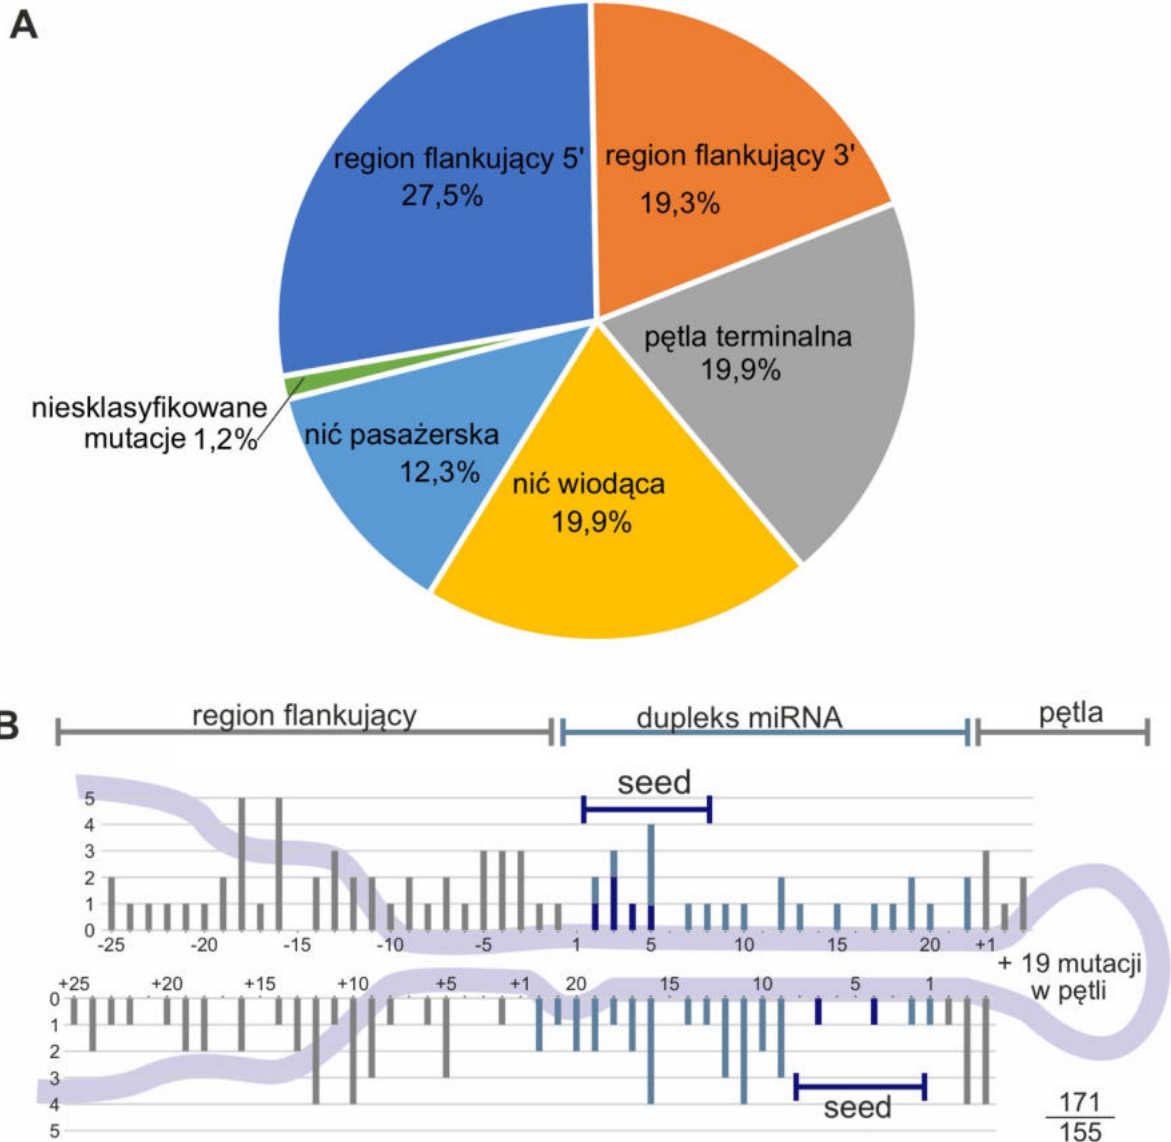 A
region flankujący 5'
27,5%
region flankujący 3'
19,3%
pętla terminalna
19,9%
niesklasyfikowane
mutacje 1,2%
nić pasażerska
12,3%
nić wiodąca
19,9%
B
region flankujący
dupleks miRNA
pętla
seed
5
4
3
2
1
0
-25 -20 -15 -10 -5 1 5 10 15 20 +1
+ 19 mutacji
w pętli
+25 +20 +15 +10 +5 +1 20 15 10 5 1
0
1
2
3
4
5
seed
171
155